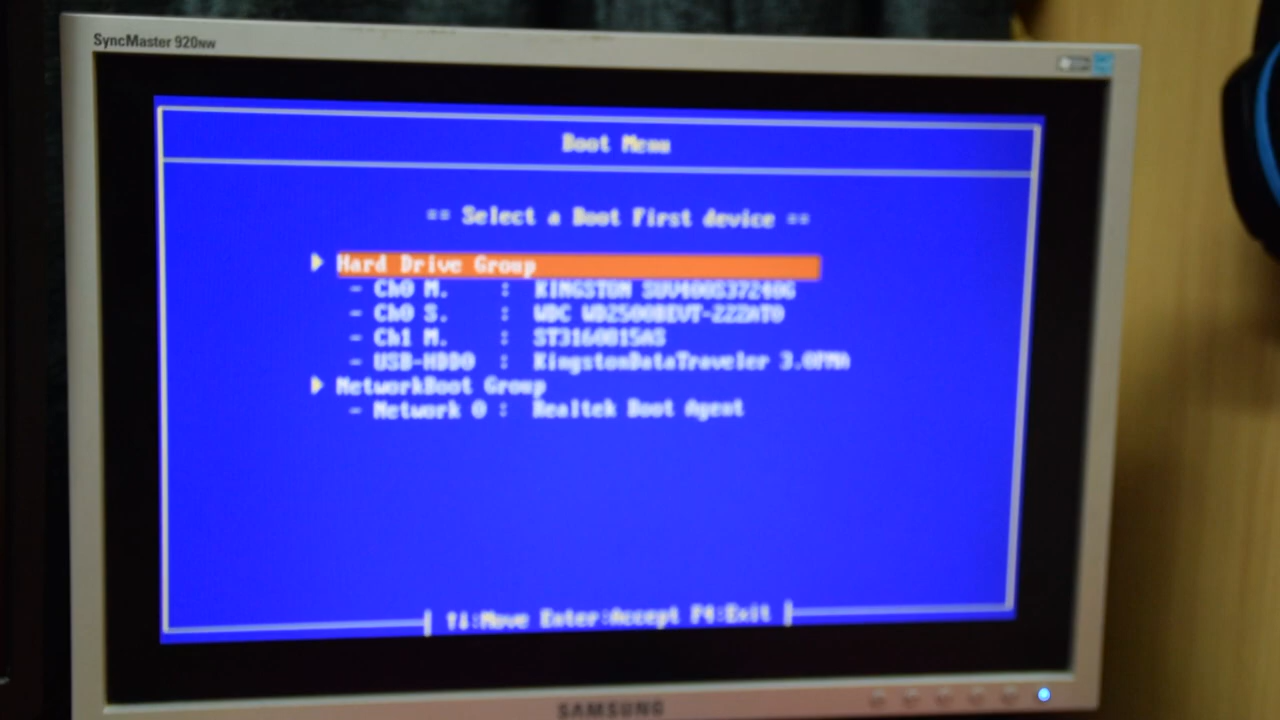 SyncMaster 920NW
Boot Menu
== Select a Boot First device ==
Hard Drive Group
- Ch0 M. : KINGSTON SUV400S37240G
- Ch0 S. : WDC WD2500BEVT-22ZAT0
- Ch1 M. : ST3160815AS
- USB-HDD0 : KingstonDataTraveler 3.0PMA
NetworkBoot Group
- Network 0 : Realtek Boot Agent
↑↓:Move Enter:Accept F4:Exit
SAMSUNG